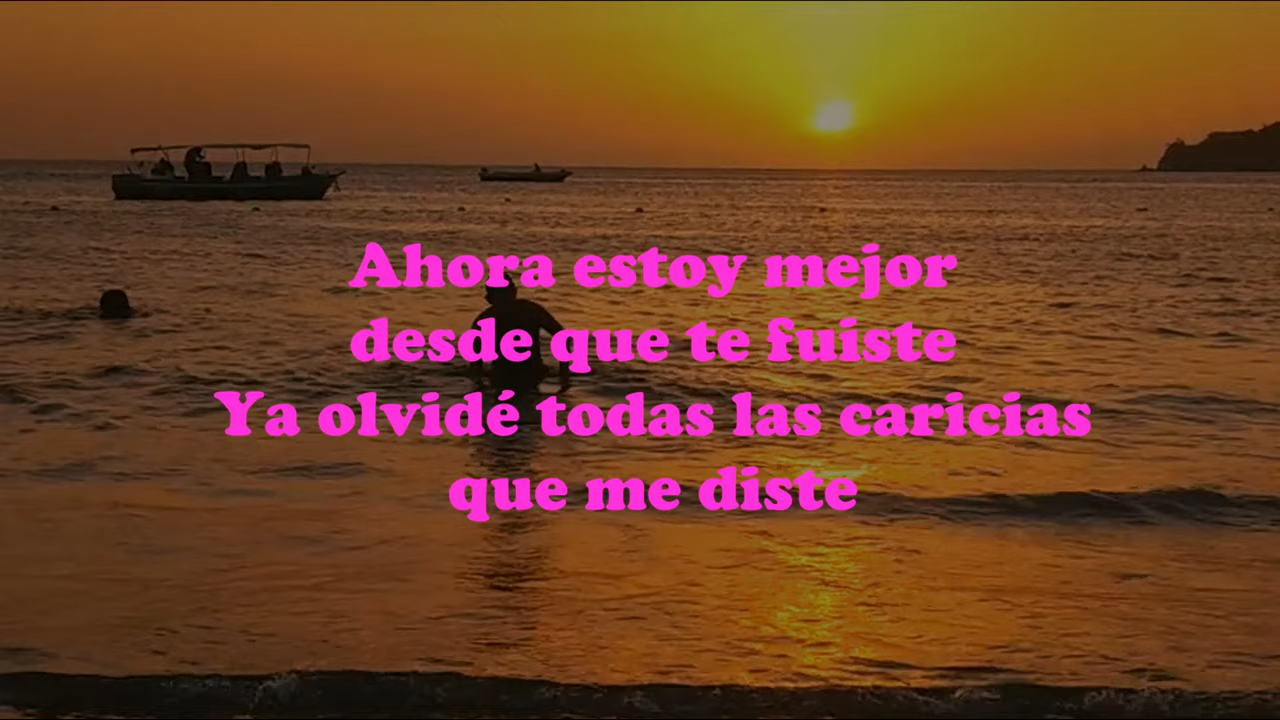 Ahora estoy mejor
desde que te fuiste
Ya olvidé todas las caricias
que me diste